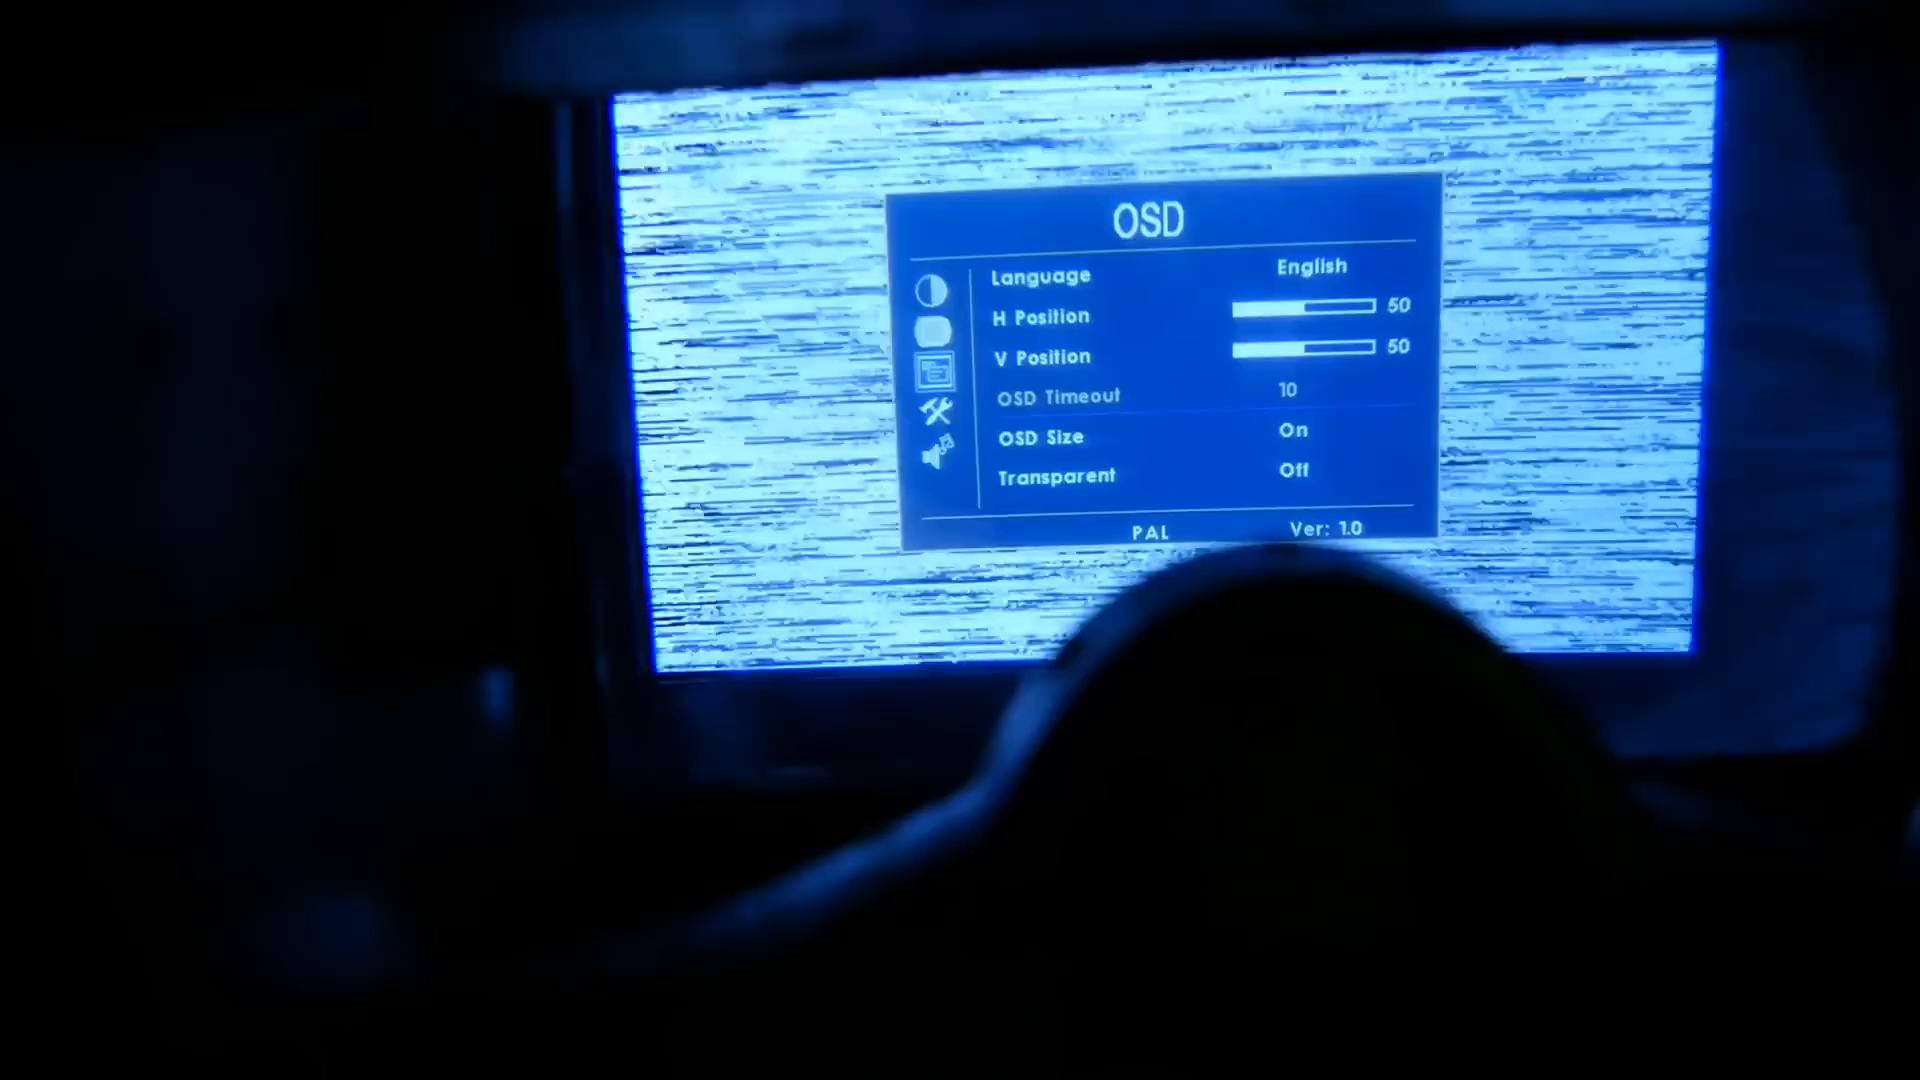 OSD
Language English
H Position 50
V Position 50
OSD Timeout 10
OSD Size On
Transparent Off
PAL Ver: 1.0